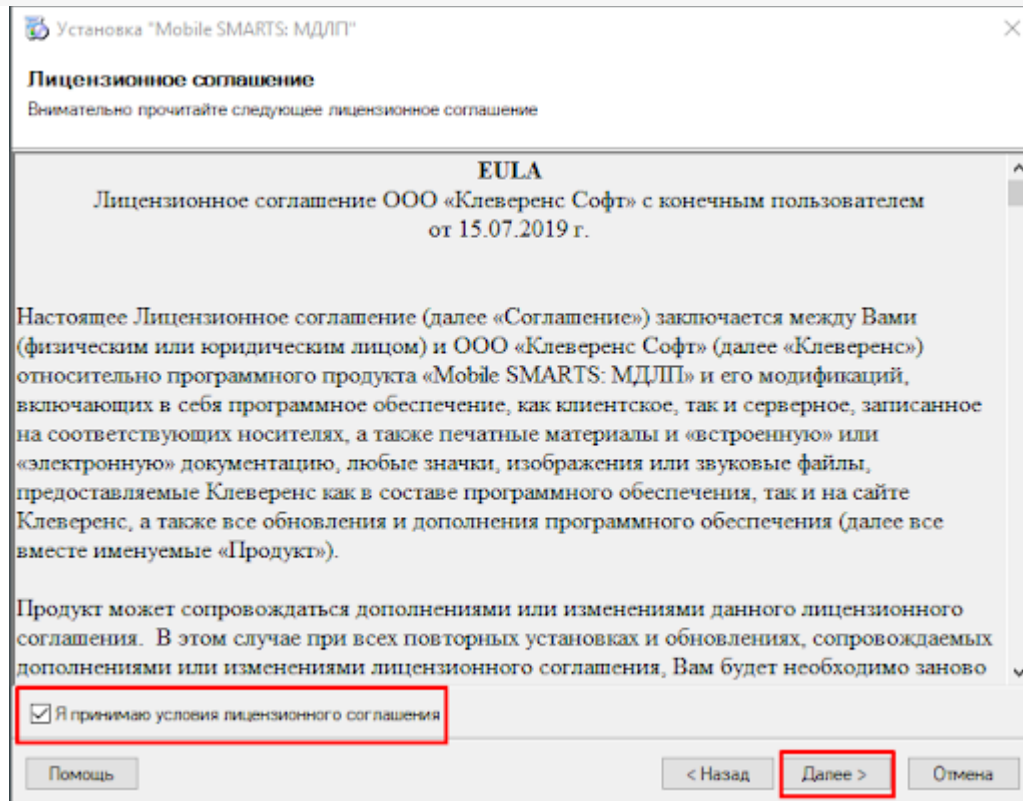 Установка "Mobile SMARTS: МДЛП"
Лицензионное соглашение
Внимательно прочитайте следующее лицензионное соглашение
EULA
Лицензионное соглашение ООО «Клеверенс Софт» с конечным пользователем
от 15.07.2019 г.
Настоящее Лицензионное соглашение (далее «Соглашение») заключается между Вами
(физическим или юридическим лицом) и ООО «Клеверенс Софт» (далее «Клеверенс»)
относительно программного продукта «Mobile SMARTS: МДЛП» и его модификаций,
включающих в себя программное обеспечение, как клиентское, так и серверное, записанное
на соответствующих носителях, а также печатные материалы и «встроенную» или
«электронную» документацию, любые значки, изображения или звуковые файлы,
предоставляемые Клеверенс как в составе программного обеспечения, так и на сайте
Клеверенс, а также все обновления и дополнения программного обеспечения (далее все
вместе именуемые «Продукт»).
Продукт может сопровождаться дополнениями или изменениями данного лицензионного
соглашения.  В этом случае при всех повторных установках и обновлениях, сопровождаемых
дополнениями или изменениями лицензионного соглашения, Вам будет необходимо заново
Я принимаю условия лицензионного соглашения
Помощь < Назад Далее > Отмена